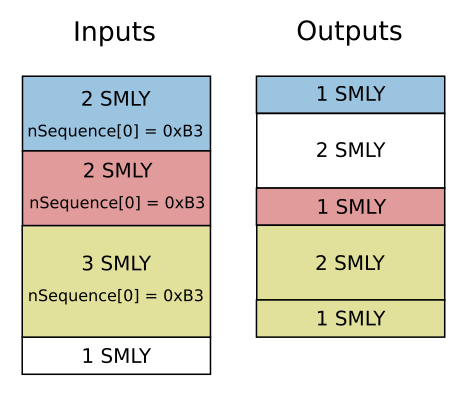 Inputs
2 SMLY
nSequence[0] = 0xB3
2 SMLY
nSequence[0] = 0xB3
3 SMLY
nSequence[0] = 0xB3
1 SMLY
Outputs
1 SMLY
2 SMLY
1 SMLY
2 SMLY
1 SMLY